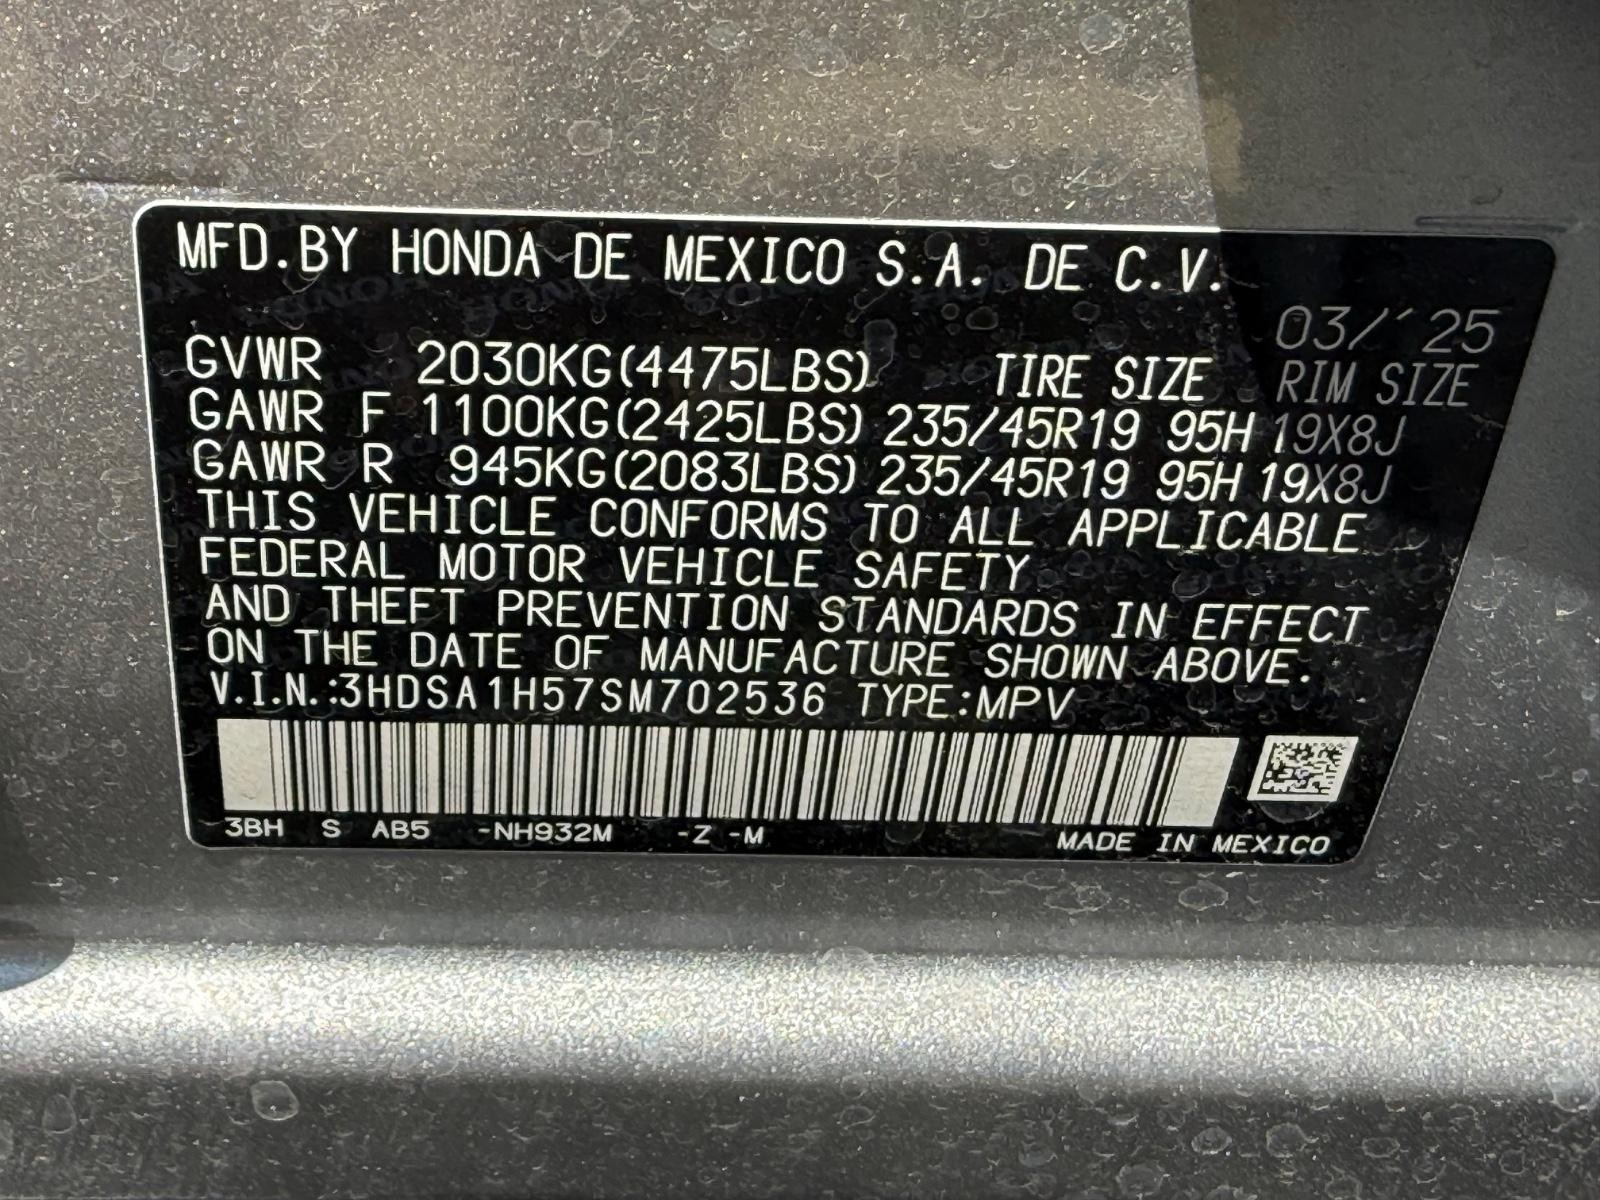 MFD.BY HONDA DE MEXICO S.A. DE C.V.
03/´25
GVWR 2030KG(4475LBS) TIRE SIZE RIM SIZE
GAWR F 1100KG(2425LBS) 235/45R19 95H 19X8J
GAWR R 945KG(2083LBS) 235/45R19 95H 19X8J
THIS VEHICLE CONFORMS TO ALL APPLICABLE
FEDERAL MOTOR VEHICLE SAFETY
AND THEFT PREVENTION STANDARDS IN EFFECT
ON THE DATE OF MANUFACTURE SHOWN ABOVE.
V.I.N.:3HDSA1H57SM702536 TYPE:MPV
3BH S AB5 -NH932M -Z -M MADE IN MEXICO